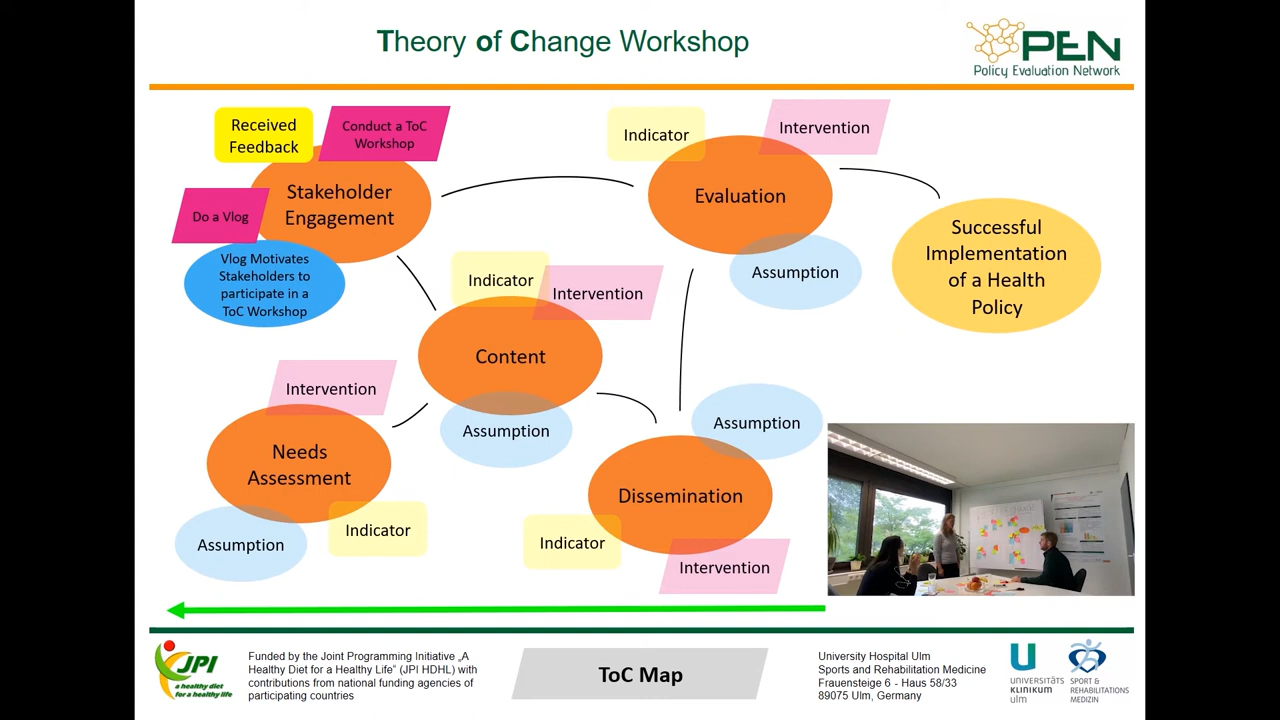 Theory of Change Workshop
PEN
Policy Evaluation Network
Received
Feedback
Conduct a ToC
Workshop
Stakeholder
Engagement
Do a Vlog
Vlog Motivates
Stakeholders to
participate in a
ToC Workshop
Indicator
Intervention
Evaluation
Assumption
Successful
Implementation
of a Health
Policy
Indicator
Intervention
Content
Assumption
Intervention
Needs
Assessment
Assumption
Indicator
Assumption
Dissemination
Indicator
Intervention
JPI
a healthy diet
for a healthy life
Funded by the Joint Programming Initiative „A
Healthy Diet for a Healthy Life“ (JPI HDHL) with
contributions from national funding agencies of
participating countries
ToC Map
University Hospital Ulm
Sports and Rehabilitation Medicine
Frauensteige 6 - Haus 58/33
89075 Ulm, Germany
UNIVERSITÄTS
KLINIKUM
ulm
SPORT &
REHABILITATIONS
MEDIZIN